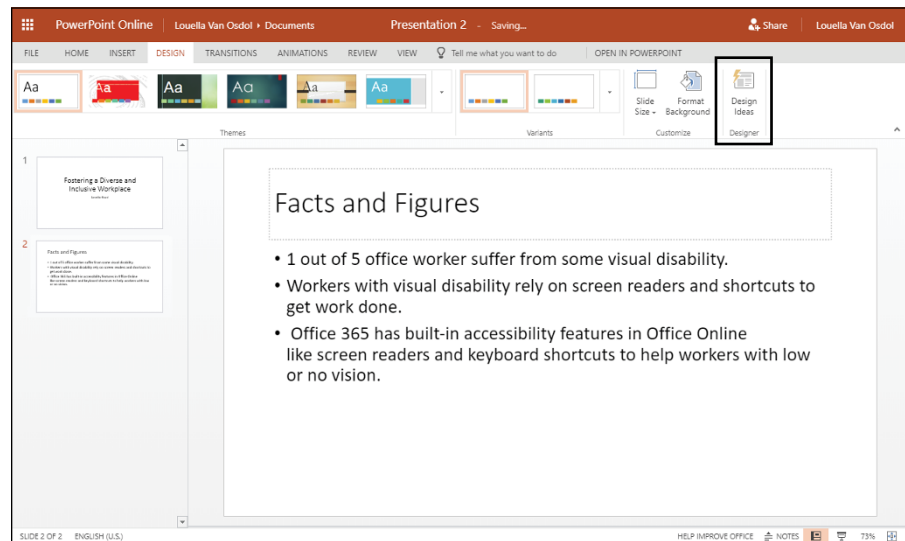 PowerPoint Online Louella Van Osdol Documents Presentation 2 - Saving... Share Louella Van Osdol
FILE HOME INSERT DESIGN TRANSITIONS ANIMATIONS REVIEW VIEW Tell me what you want to do OPEN IN POWERPOINT
Aa Aa Aa Aa Aa Aa
Slide Size Format Background Design Ideas
Themes Variants Customize Designer
1
Fostering a Diverse and
Inclusive Workplace
2
Facts and Figures
Facts and Figures
• 1 out of 5 office worker suffer from some visual disability.
• Workers with visual disability rely on screen readers and shortcuts to
get work done.
• Office 365 has built-in accessibility features in Office Online
like screen readers and keyboard shortcuts to help workers with low
or no vision.
SLIDE 2 OF 2 ENGLISH (U.S.) HELP IMPROVE OFFICE NOTES 73%